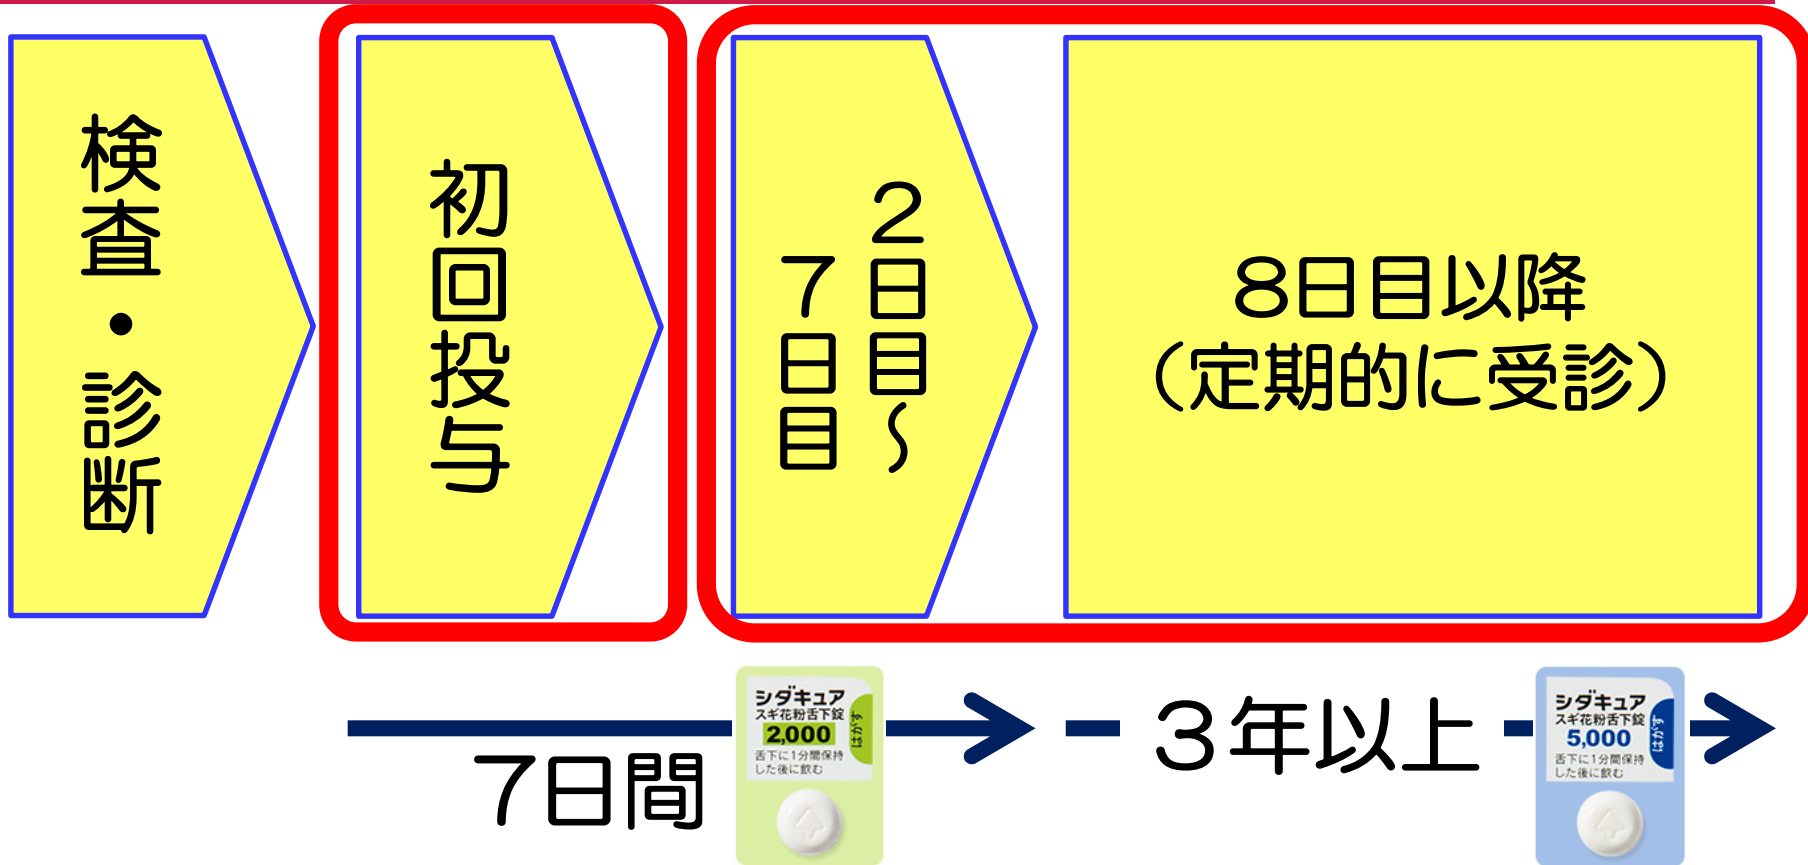 検査・診断
初回投与
２日目～
７日目
８日目以降
（定期的に受診）
７日間
シダキュア
スギ花粉舌下錠
2,000
舌下に1分間保持
した後に飲む
はがす
３年以上
シダキュア
スギ花粉舌下錠
5,000
舌下に1分間保持
した後に飲む
はがす